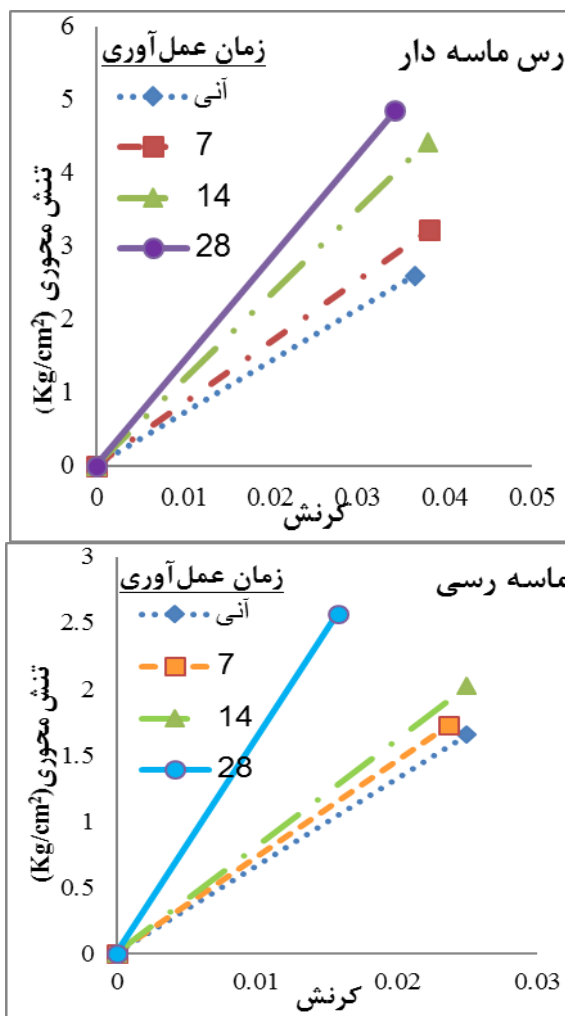 رس ماسه دار
زمان عمل‌آوری
آنی
7
14
28
تنش محوری (Kg/cm²)
6
5
4
3
2
1
0
0 0.01 0.02 0.03 0.04 0.05
کرنش
ماسه رسی
زمان عمل‌آوری
آنی
7
14
28
تنش محوری(Kg/cm²)
3
2.5
2
1.5
1
0.5
0
0 0.01 0.02 0.03
کرنش